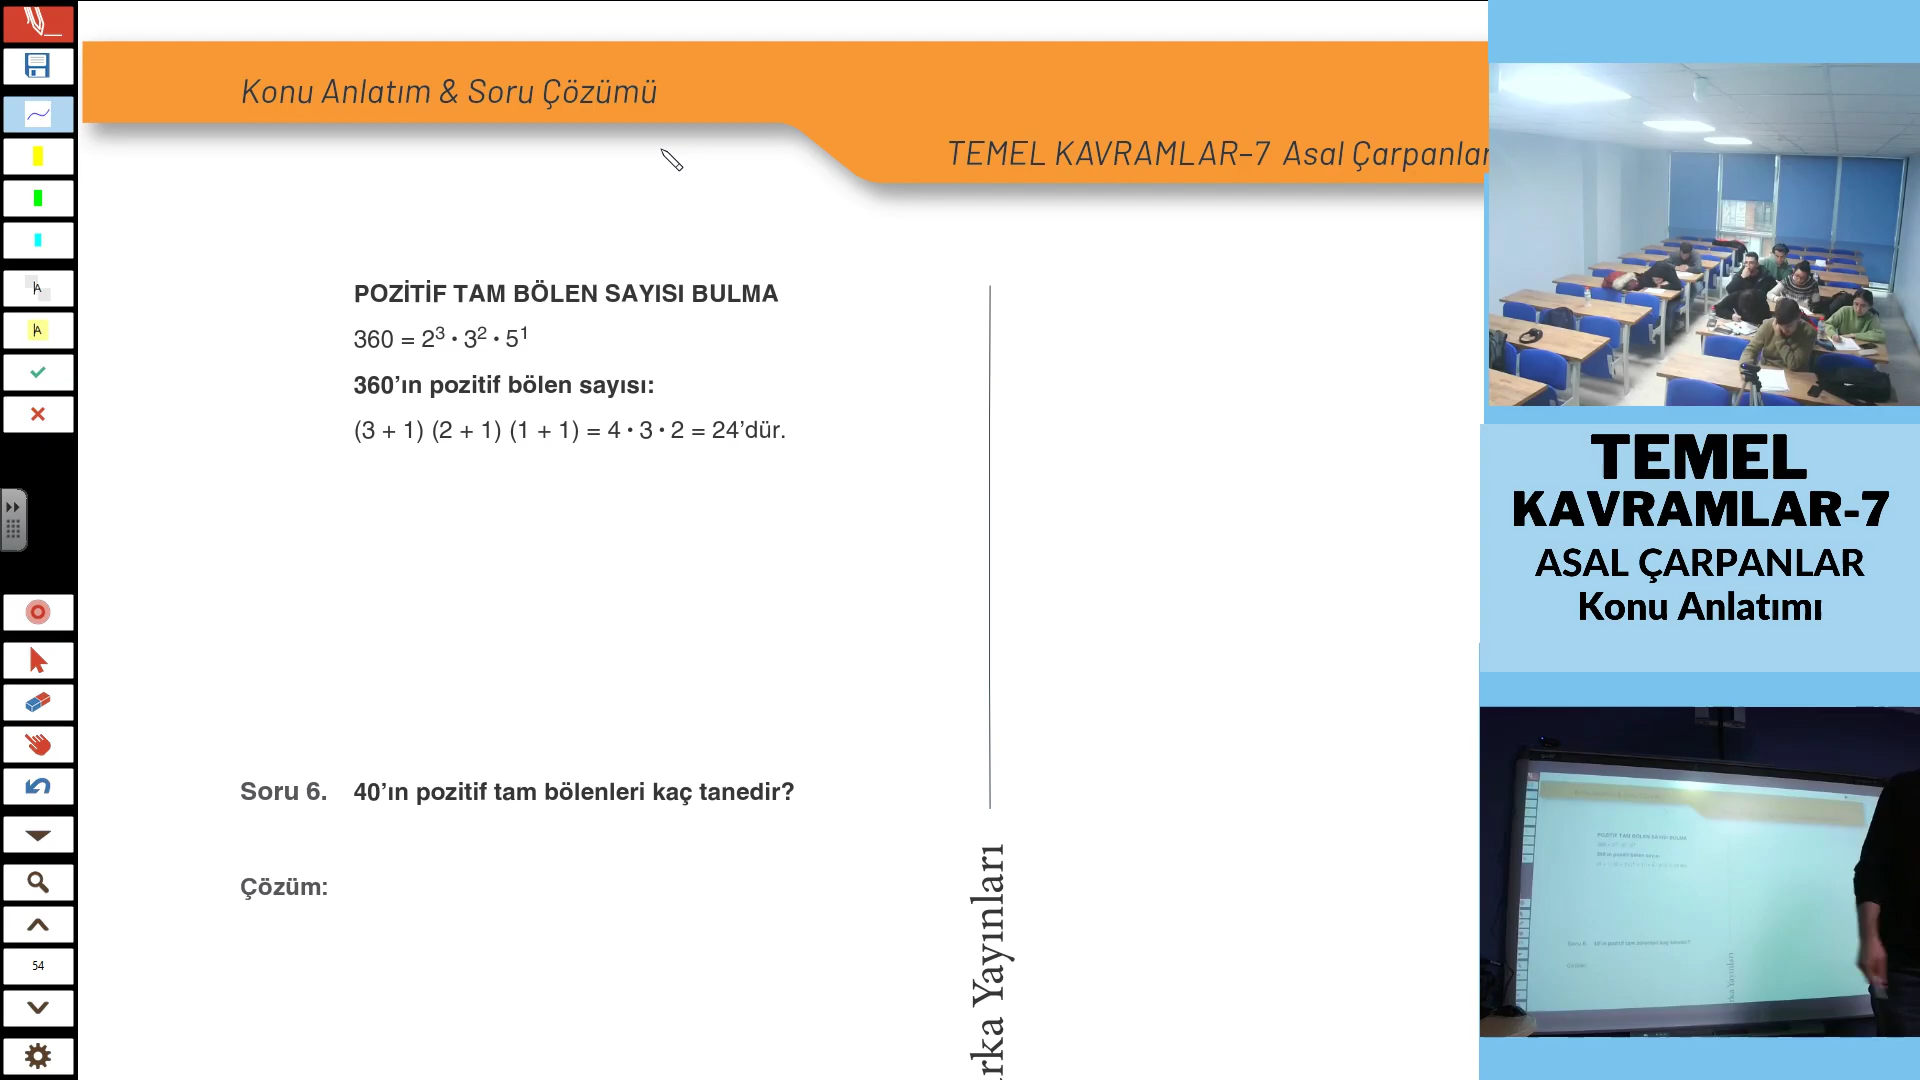 Konu Anlatım & Soru Çözümü
TEMEL KAVRAMLAR-7 Asal Çarpanlar
POZİTİF TAM BÖLEN SAYISI BULMA
360 = 2³ • 3² • 5¹
360’ın pozitif bölen sayısı:
(3 + 1) (2 + 1) (1 + 1) = 4 • 3 • 2 = 24’dür.
Soru 6. 40’ın pozitif tam bölenleri kaç tanedir?
Çözüm:
rka Yayınları
54
TEMEL
KAVRAMLAR-7
ASAL ÇARPANLAR
Konu Anlatımı